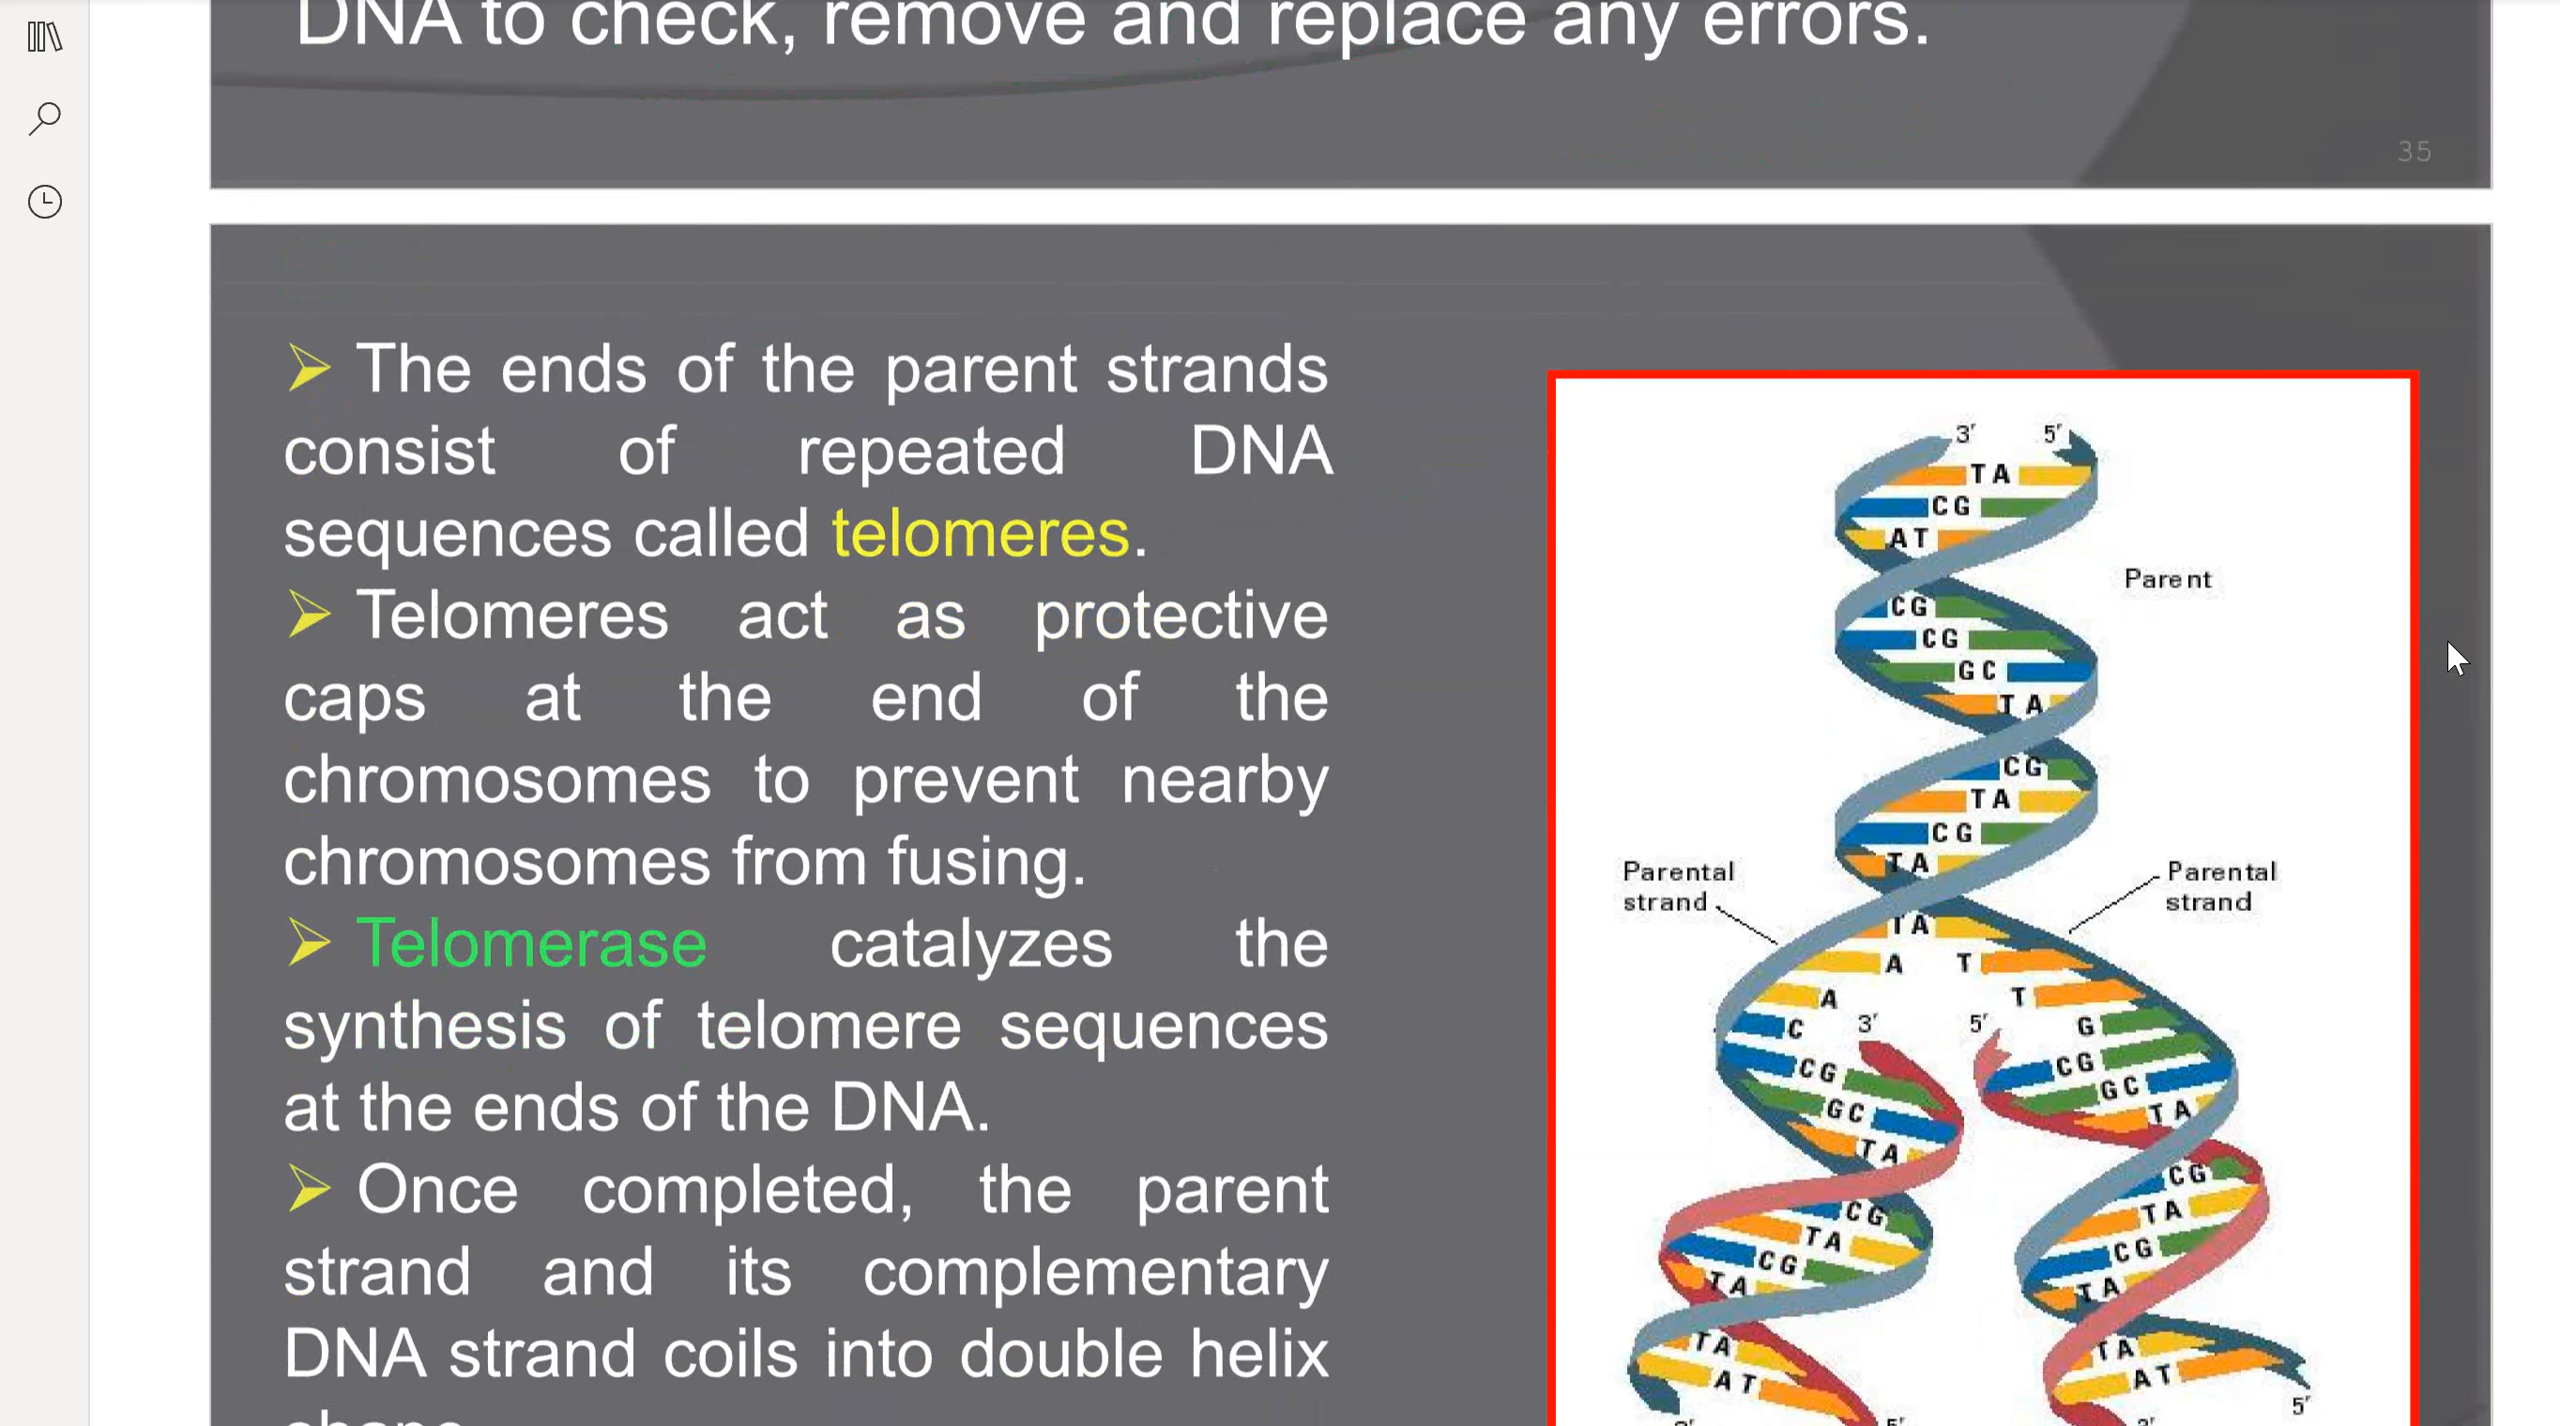 DNA to check, remove and replace any errors.
35
The ends of the parent strands
consist of repeated DNA
sequences called telomeres.
Telomeres act as protective
caps at the end of the
chromosomes to prevent nearby
chromosomes from fusing.
Telomerase catalyzes the
synthesis of telomere sequences
at the ends of the DNA.
Once completed, the parent
strand and its complementary
DNA strand coils into double helix
3' 5'
T A
C G
A T
Parent
C G
C G
G C
T A
C G
T A
C G
T A
Parental
strand
Parental
strand
T A
A T
A T
C 3' 5' G
C G C G
G C G C
T A T A
C G C G
T A T A
C G C G
T A T A
T A T A
A T A T
5'